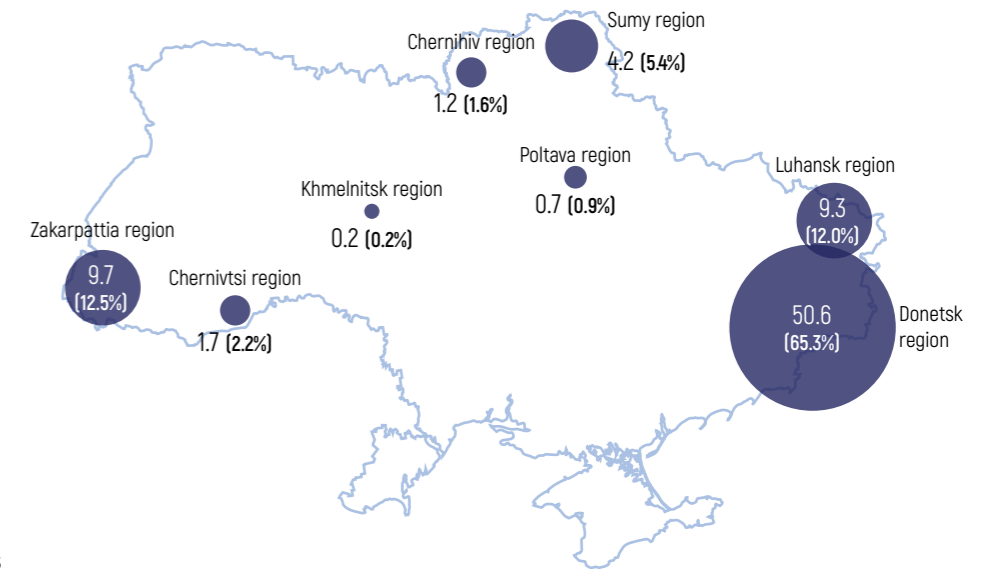 Sumy region
4.2 (5.4%)
Chernihiv region
1.2 (1.6%)
Poltava region
0.7 (0.9%)
Luhansk region
9.3
(12.0%)
Khmelnitsk region
0.2 (0.2%)
Zakarpattia region
9.7
(12.5%)
Chernivtsi region
1.7 (2.2%)
50.6
(65.3%)
Donetsk
region